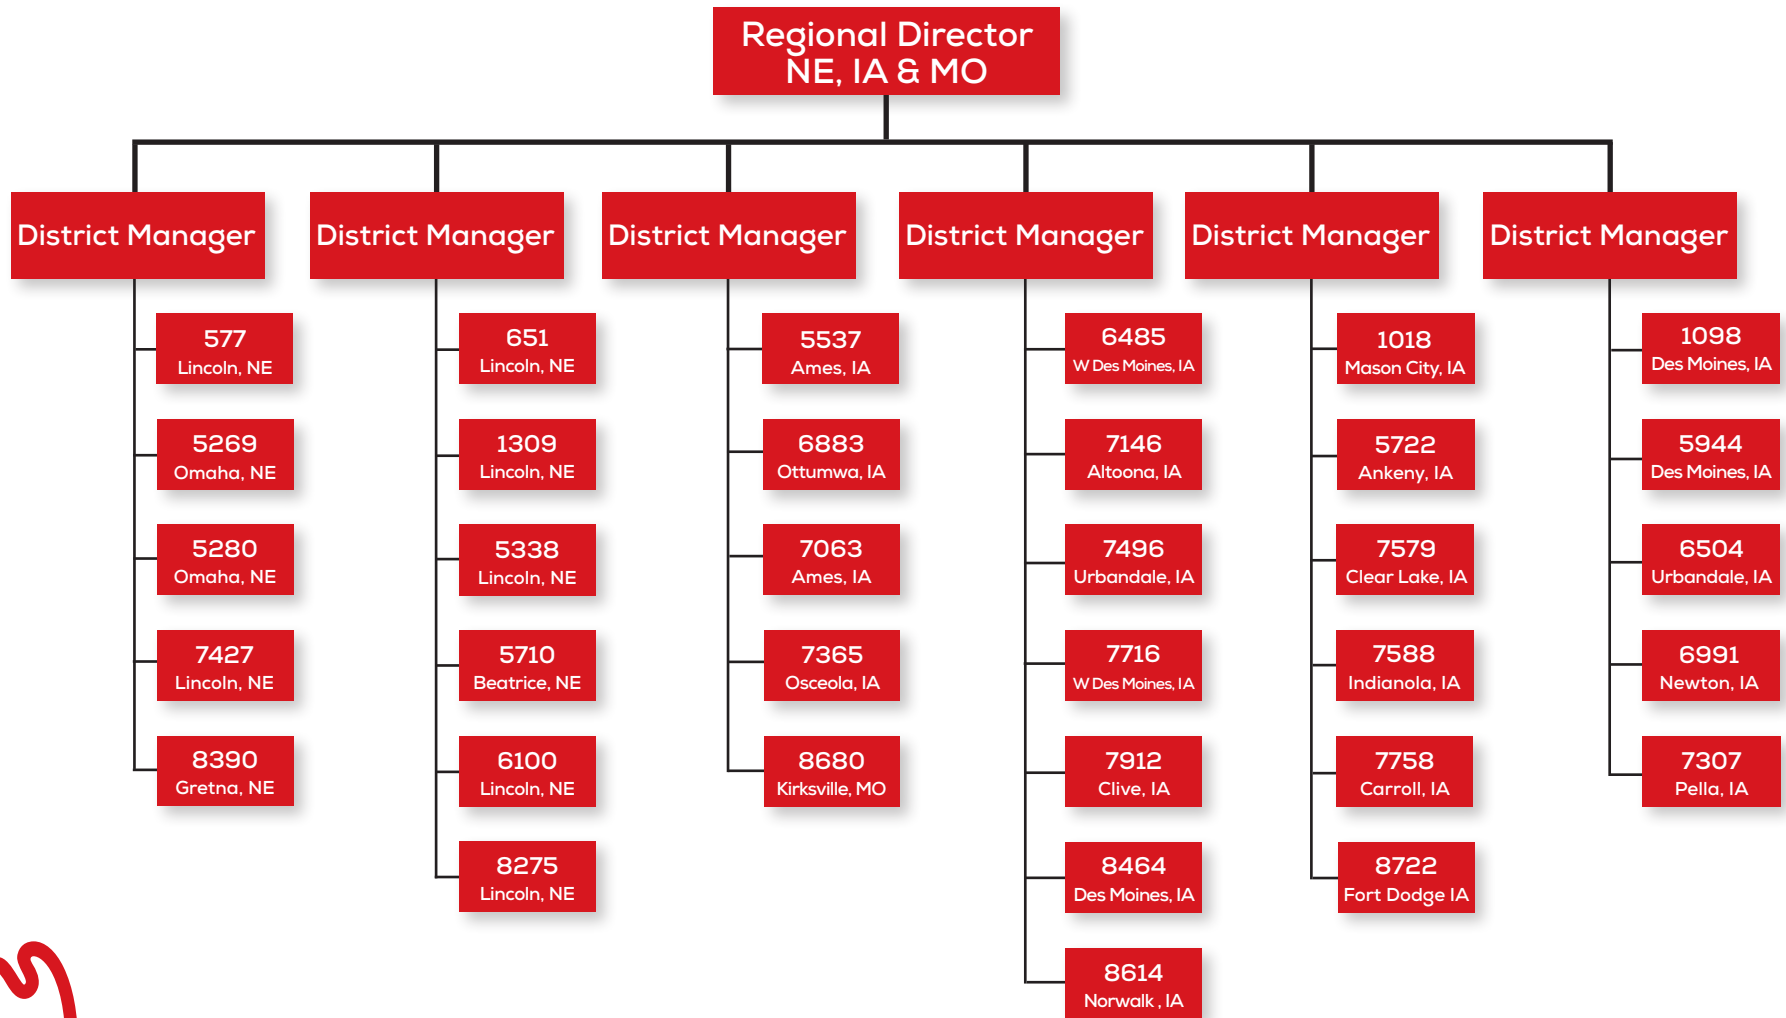 Regional Director
NE, IA & MO
District Manager
District Manager
District Manager
District Manager
District Manager
District Manager
577
Lincoln, NE
5269
Omaha, NE
5280
Omaha, NE
7427
Lincoln, NE
8390
Gretna, NE
651
Lincoln, NE
1309
Lincoln, NE
5338
Lincoln, NE
5710
Beatrice, NE
6100
Lincoln, NE
8275
Lincoln, NE
5537
Ames, IA
6883
Ottumwa, IA
7063
Ames, IA
7365
Osceola, IA
8680
Kirksville, MO
6485
W Des Moines, IA
7146
Altoona, IA
7496
Urbandale, IA
7716
W Des Moines, IA
7912
Clive, IA
8464
Des Moines, IA
8614
Norwalk , IA
1018
Mason City, IA
5722
Ankeny, IA
7579
Clear Lake, IA
7588
Indianola, IA
7758
Carroll, IA
8722
Fort Dodge IA
1098
Des Moines, IA
5944
Des Moines, IA
6504
Urbandale, IA
6991
Newton, IA
7307
Pella, IA